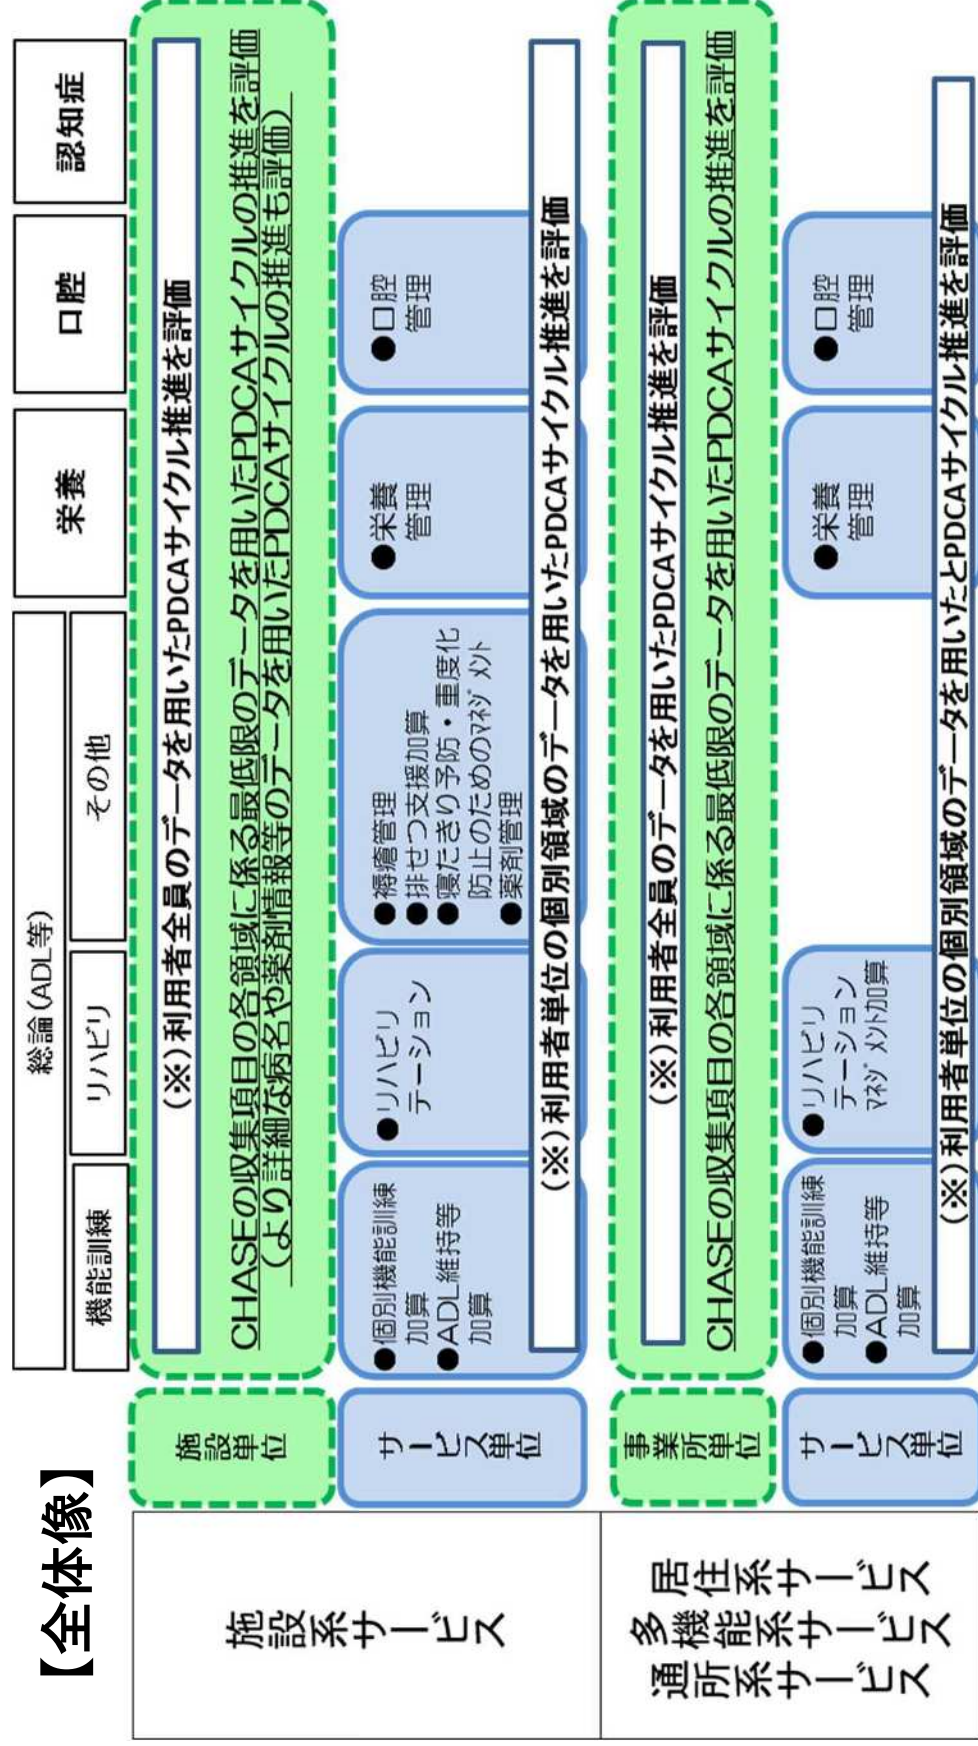 【全体像】
総論(ADL等)
機能訓練
リハビリ
その他
栄養
口腔
認知症
施設系サービス
施設
単位
(※)利用者全員のデータを用いたPDCAサイクル推進を評価
CHASEの収集項目の各領域に係る最低限のデータを用いたPDCAサイクルの推進を評価
(より詳細な病名や薬剤情報等のデータを用いたPDCAサイクルの推進も評価)
サービス
単位
●個別機能訓練
加算
●ADL維持等
加算
●リハビリ
テーション
●褥瘡管理
●排せつ支援加算
●寝たきり予防・重度化
防止のためのマネジメント
●薬剤管理
●栄養
管理
●口腔
管理
(※)利用者単位の個別領域のデータを用いたPDCAサイクル推進を評価
通所系サービス
多機能系サービス
居住系サービス
事業所
単位
(※)利用者全員のデータを用いたPDCAサイクル推進を評価
CHASEの収集項目の各領域に係る最低限のデータを用いたPDCAサイクルの推進を評価
サービス
単位
●個別機能訓練
加算
●ADL維持等
加算
●リハビリ
テーション
マネジメント加算
●栄養
管理
●口腔
管理
(※)利用者単位の個別領域のデータを用いたとPDCAサイクル推進を評価